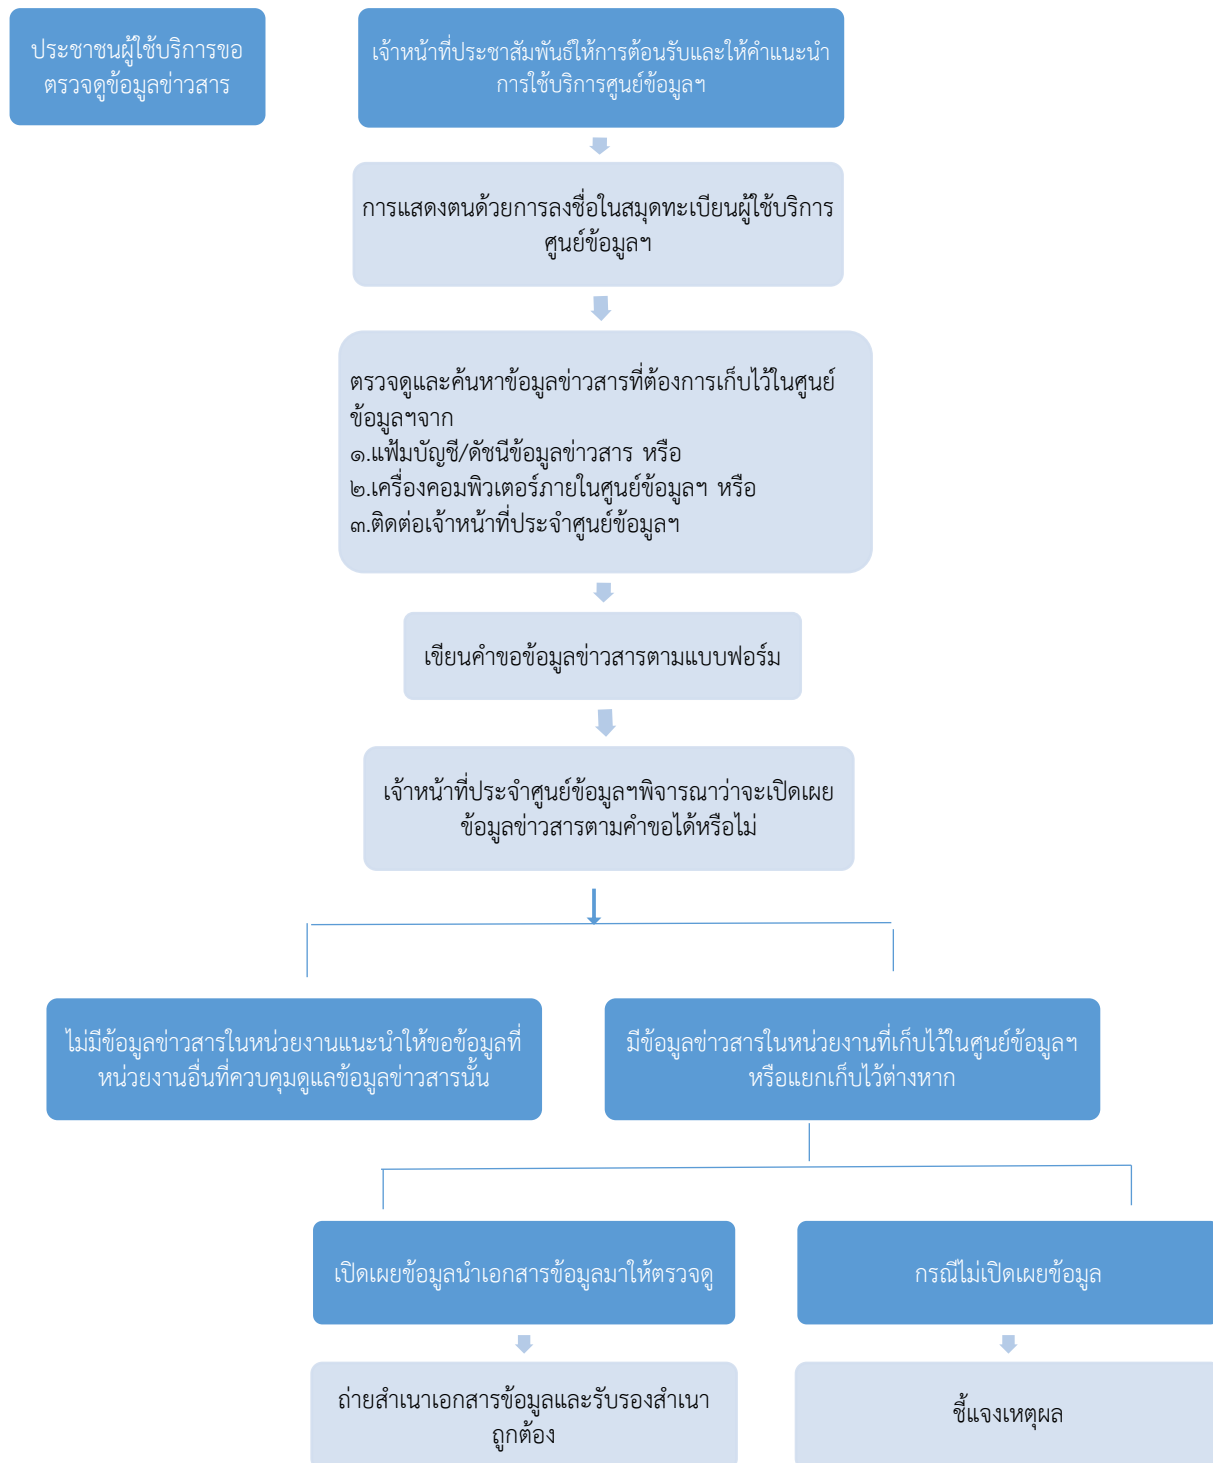 ประชาชนผู้ใช้บริการขอ
ตรวจดูข้อมูลข่าวสาร
เจ้าหน้าที่ประชาสัมพันธ์ให้การต้อนรับและให้คำแนะนำ
การใช้บริการศูนย์ข้อมูลฯ
การแสดงตนด้วยการลงชื่อในสมุดทะเบียนผู้ใช้บริการ
ศูนย์ข้อมูลฯ
ตรวจดูและค้นหาข้อมูลข่าวสารที่ต้องการเก็บไว้ในศูนย์
ข้อมูลฯจาก
๑.แฟ้มบัญชี/ดัชนีข้อมูลข่าวสาร หรือ
๒.เครื่องคอมพิวเตอร์ภายในศูนย์ข้อมูลฯ หรือ
๓.ติดต่อเจ้าหน้าที่ประจำศูนย์ข้อมูลฯ
เขียนคำขอข้อมูลข่าวสารตามแบบฟอร์ม
เจ้าหน้าที่ประจำศูนย์ข้อมูลฯพิจารณาว่าจะเปิดเผย
ข้อมูลข่าวสารตามคำขอได้หรือไม่
ไม่มีข้อมูลข่าวสารในหน่วยงานแนะนำให้ขอข้อมูลที่
หน่วยงานอื่นที่ควบคุมดูแลข้อมูลข่าวสารนั้น
มีข้อมูลข่าวสารในหน่วยงานที่เก็บไว้ในศูนย์ข้อมูลฯ
หรือแยกเก็บไว้ต่างหาก
เปิดเผยข้อมูลนำเอกสารข้อมูลมาให้ตรวจดู
กรณีไม่เปิดเผยข้อมูล
ถ่ายสำเนาเอกสารข้อมูลและรับรองสำเนา
ถูกต้อง
ชี้แจงเหตุผล